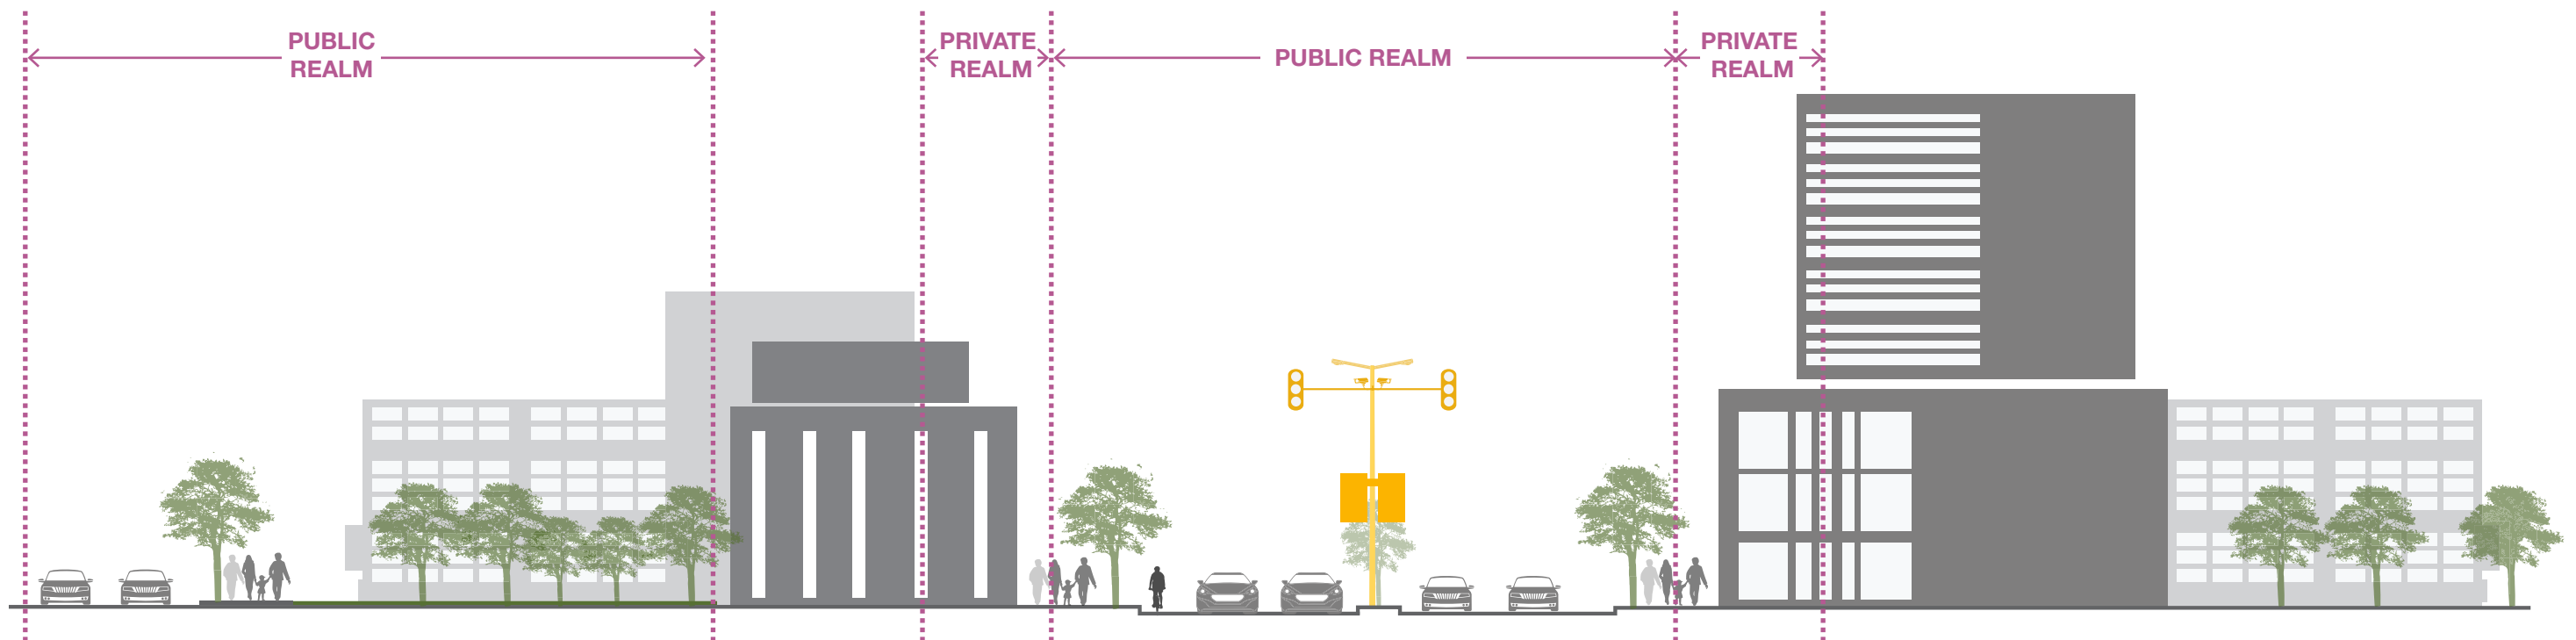 PUBLIC
REALM
PRIVATE
REALM
PUBLIC REALM
PRIVATE
REALM